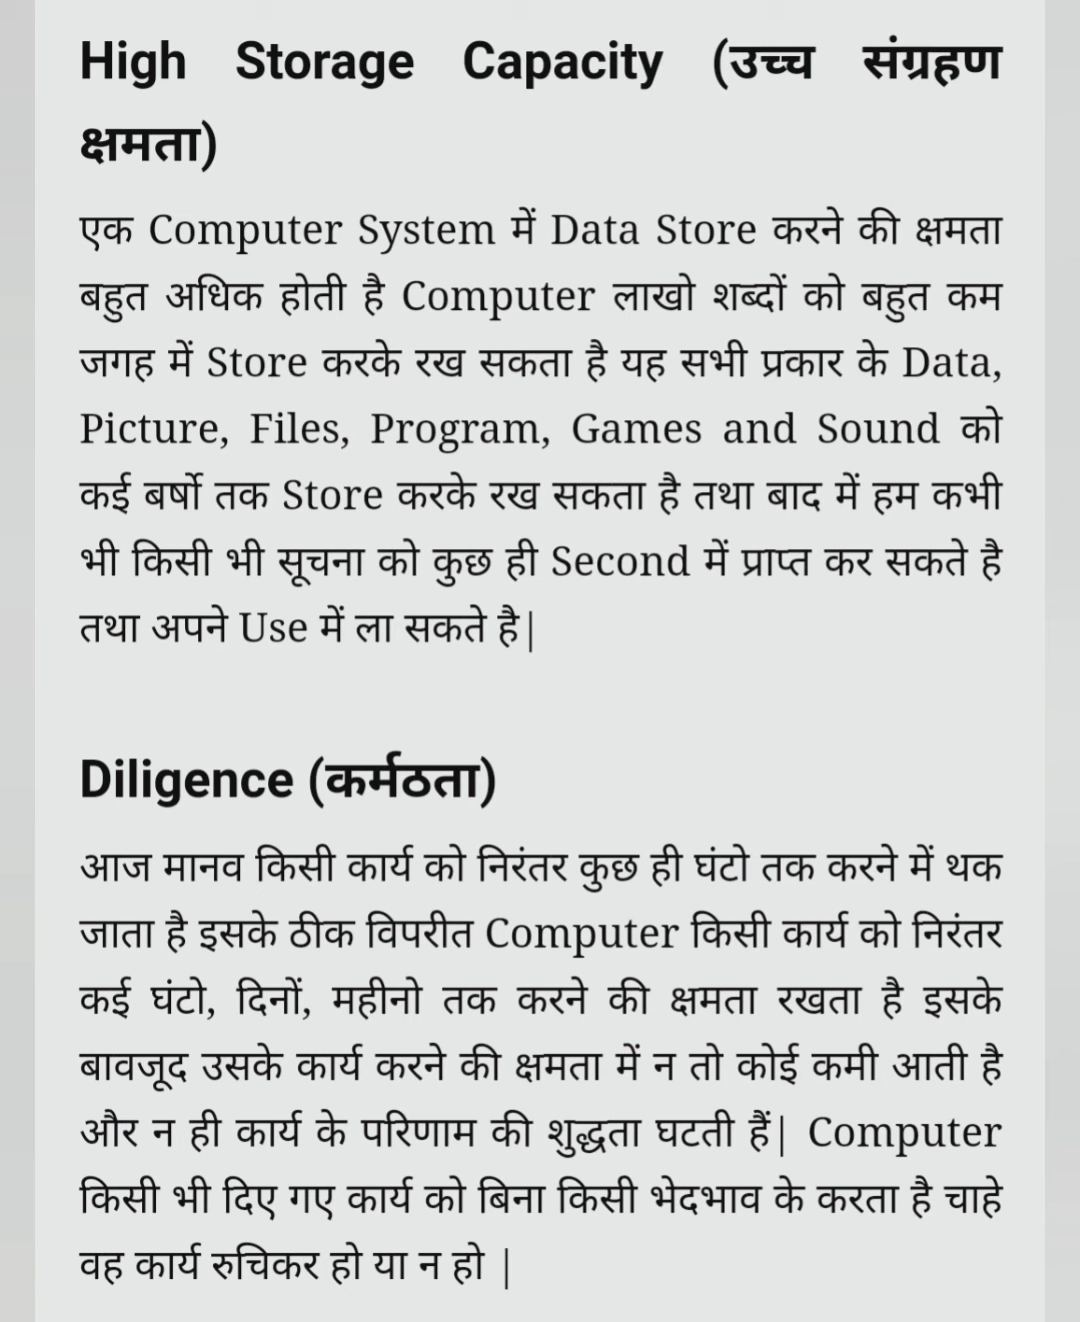 High Storage Capacity (उच्च संग्रहण
क्षमता)
एक Computer System में Data Store करने की क्षमता
बहुत अधिक होती है Computer लाखो शब्दों को बहुत कम
जगह में Store करके रख सकता है यह सभी प्रकार के Data,
Picture, Files, Program, Games and Sound को
कई बर्षो तक Store करके रख सकता है तथा बाद में हम कभी
भी किसी भी सूचना को कुछ ही Second में प्राप्त कर सकते है
तथा अपने Use में ला सकते है|
Diligence (कर्मठता)
आज मानव किसी कार्य को निरंतर कुछ ही घंटो तक करने में थक
जाता है इसके ठीक विपरीत Computer किसी कार्य को निरंतर
कई घंटो, दिनों, महीनो तक करने की क्षमता रखता है इसके
बावजूद उसके कार्य करने की क्षमता में न तो कोई कमी आती है
और न ही कार्य के परिणाम की शुद्धता घटती हैं| Computer
किसी भी दिए गए कार्य को बिना किसी भेदभाव के करता है चाहे
वह कार्य रुचिकर हो या न हो |